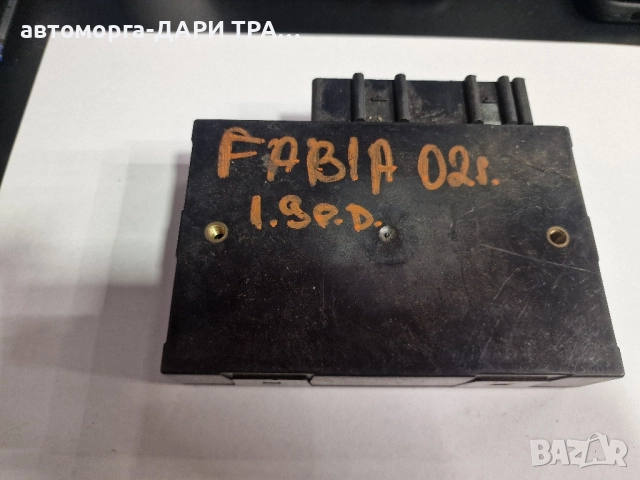 автоморга-ДАРИ ТРА...
FABIA 02г.
1.9P.D.
BAZAR